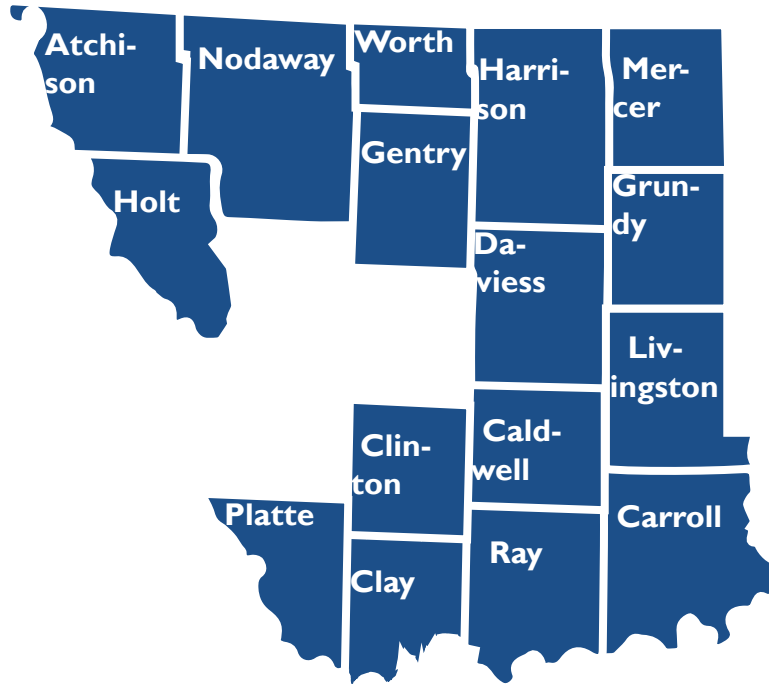 Atchi-
son
Nodaway
Worth
Harri-
son
Mer-
cer
Gentry
Holt
Grun-
dy
Da-
viess
Liv-
ingston
Clin-
ton
Cald-
well
Platte
Carroll
Ray
Clay